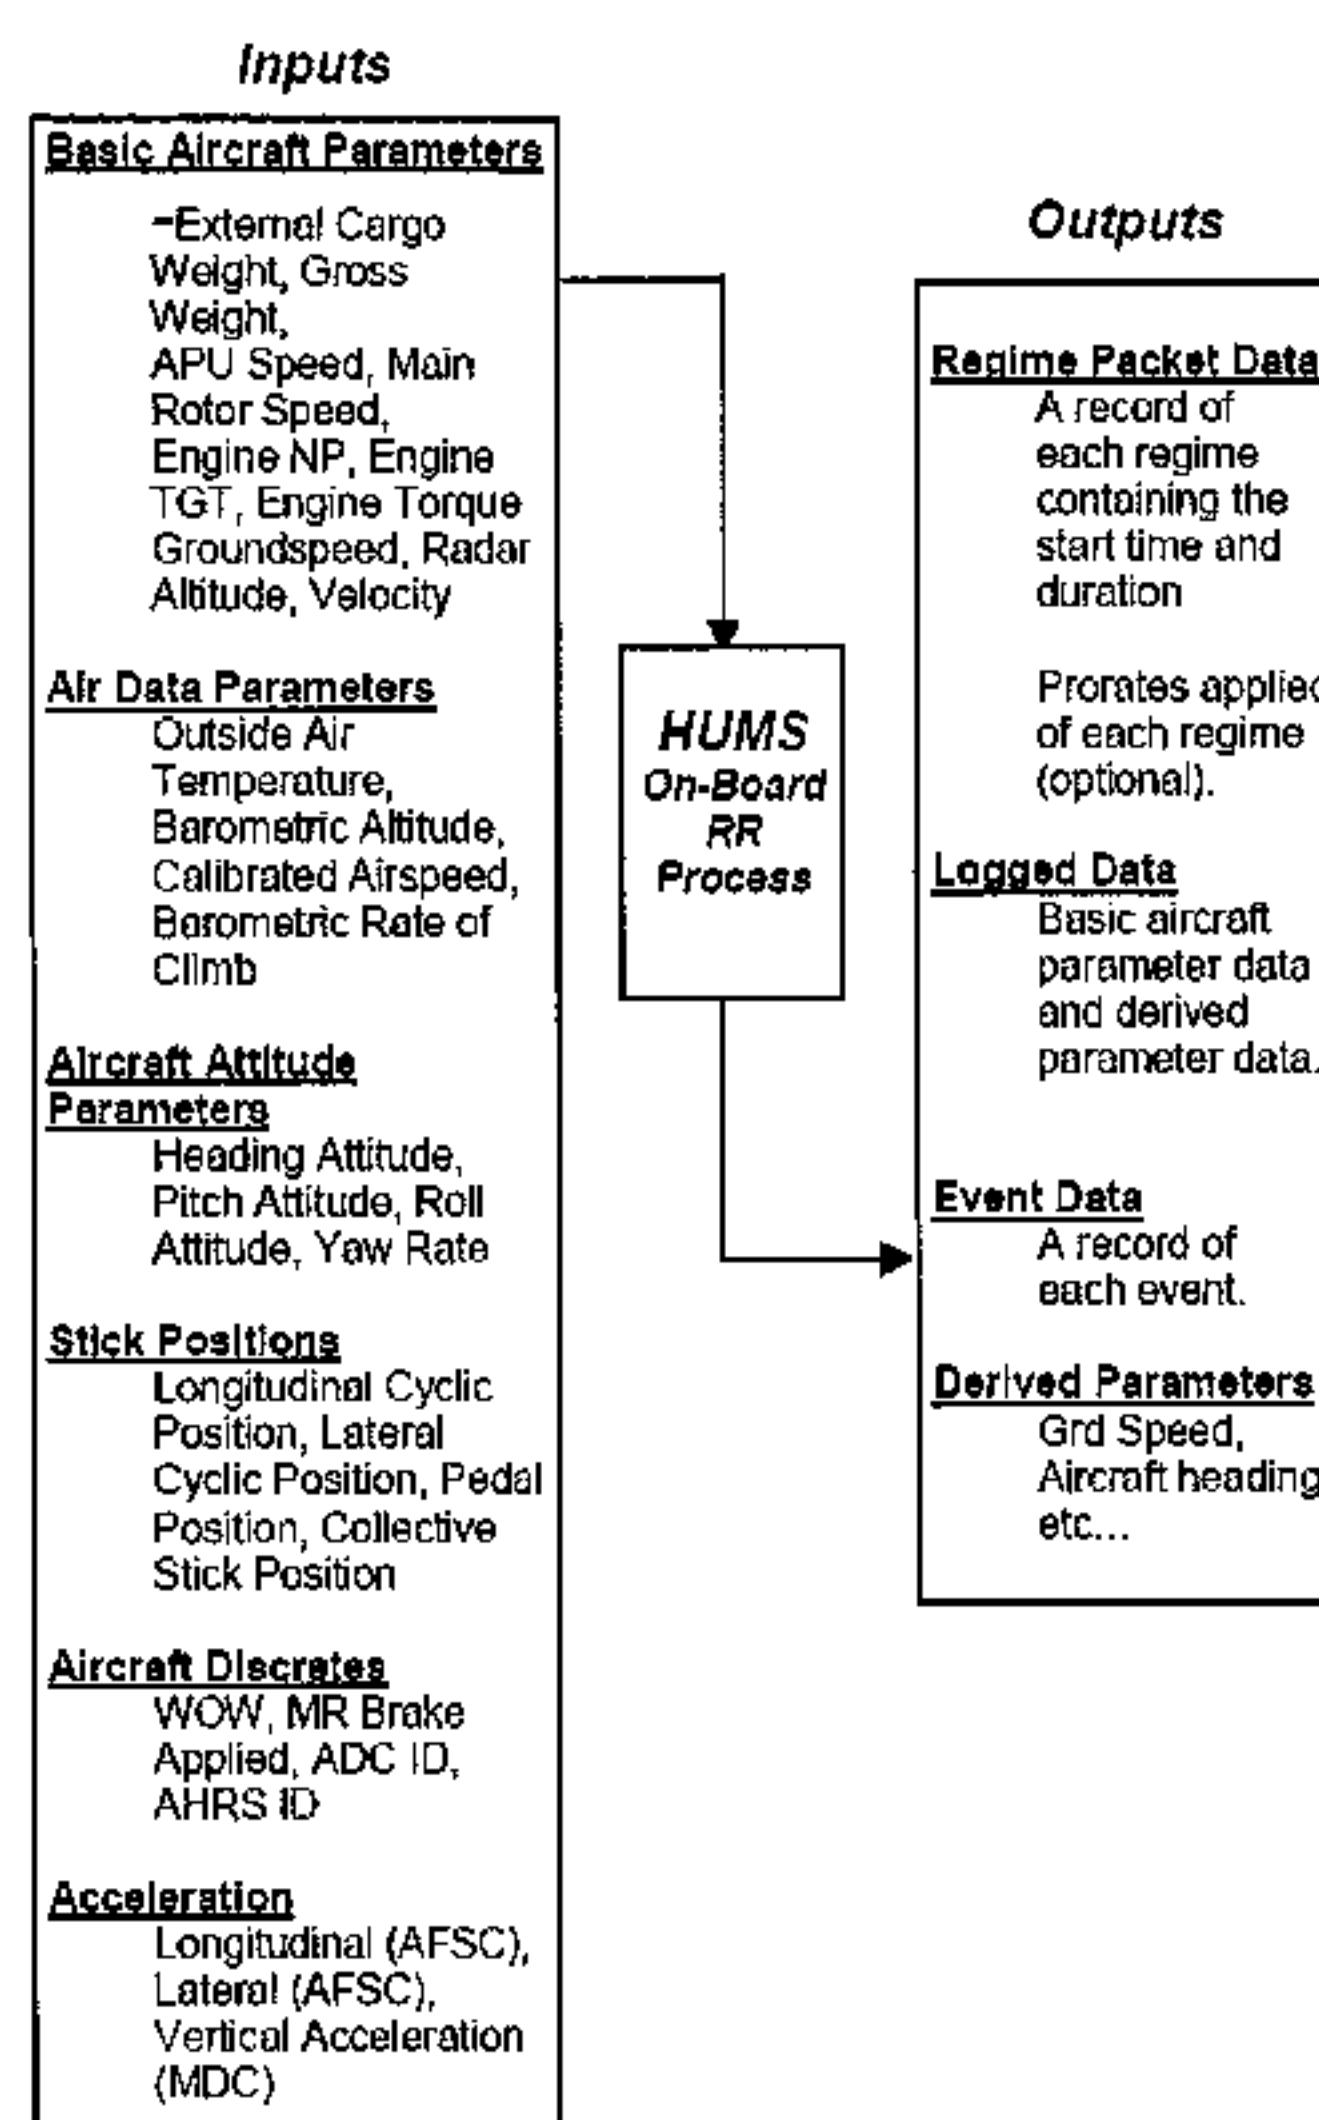 Inputs
Basic Aircraft Parameters
-External Cargo
Weight, Gross
Weight,
APU Speed, Main
Rotor Speed,
Engine NP, Engine
TGT, Engine Torque
Groundspeed, Radar
Altitude, Velocity
Air Data Parameters
Outside Air
Temperature,
Barometric Altitude,
Calibrated Airspeed,
Barometric Rate of
Climb
Aircraft Attitude
Parameters
Heading Attitude,
Pitch Attitude, Roll
Attitude, Yaw Rate
Stick Positions
Longitudinal Cyclic
Position, Lateral
Cyclic Position, Pedal
Position, Collective
Stick Position
Aircraft Discretes
WOW, MR Brake
Applied, ADC ID,
AHRS ID
Acceleration
Longitudinal (AFSC),
Lateral (AFSC),
Vertical Acceleration
(MDC)
HUMS
On-Board
RR
Process
Outputs
Regime Packet Data
A record of
each regime
containing the
start time and
duration
Prorates applied
of each regime
(optional).
Logged Data
Basic aircraft
parameter data
and derived
parameter data.
Event Data
A record of
each event.
Derived Parameters
Grd Speed,
Aircraft heading
etc...